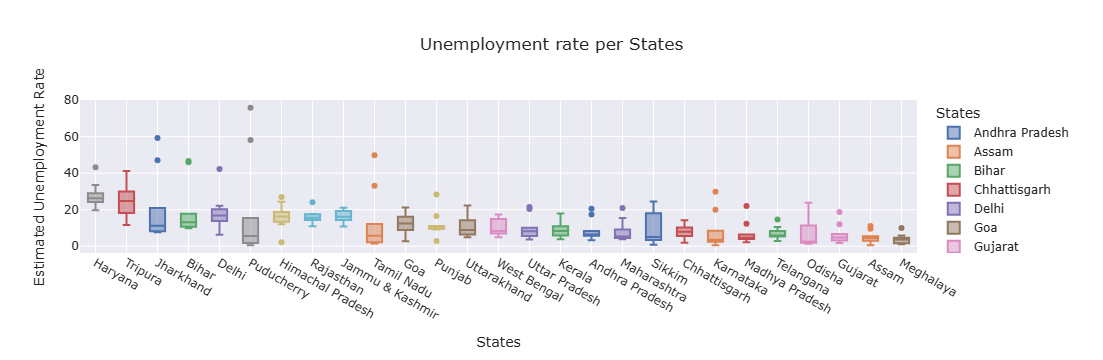 Unemployment rate per States
Estimated Unemployment Rate
80
60
40
20
0
Haryana
Tripura
Jharkhand
Bihar
Delhi
Puducherry
Himachal Pradesh
Rajasthan
Jammu & Kashmir
Tamil Nadu
Goa
Punjab
Uttarakhand
West Bengal
Uttar Pradesh
Kerala
Andhra Pradesh
Maharashtra
Sikkim
Chhattisgarh
Karnataka
Madhya Pradesh
Telangana
Odisha
Gujarat
Assam
Meghalaya
States
States
Andhra Pradesh
Assam
Bihar
Chhattisgarh
Delhi
Goa
Gujarat